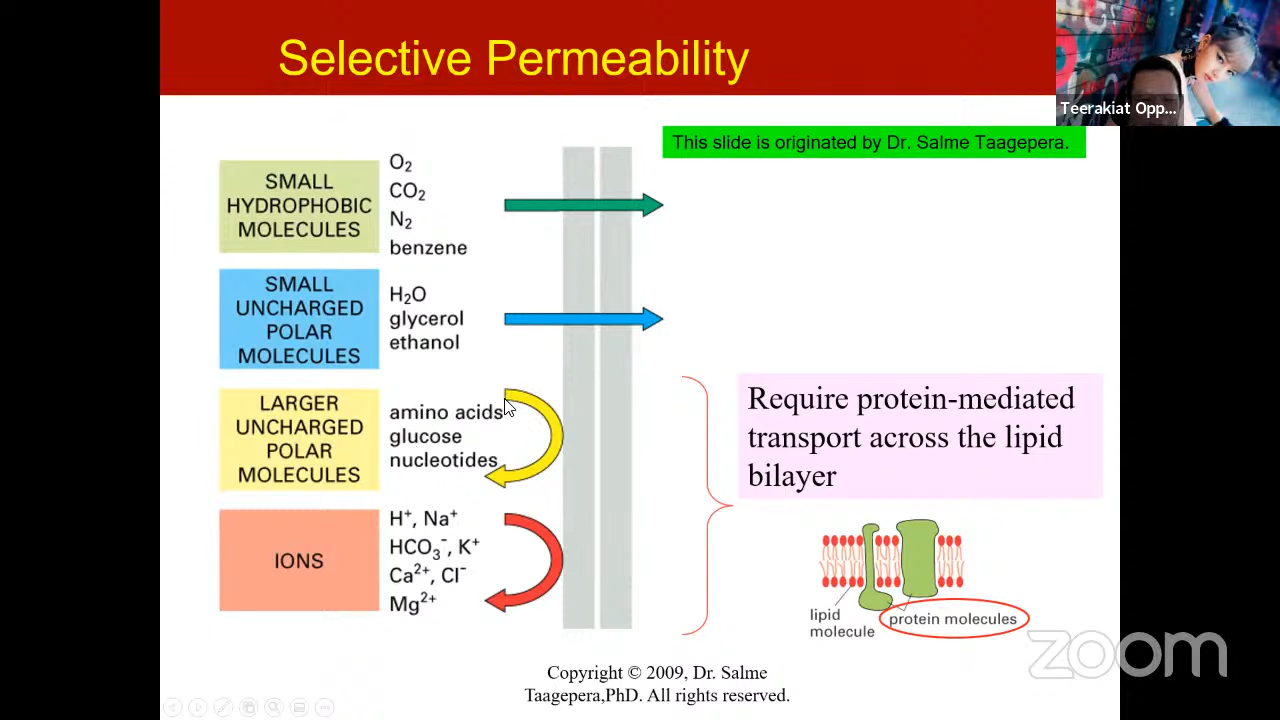 Selective Permeability
Teerakiat Opp...
This slide is originated by Dr. Salme Taagepera.
SMALL
HYDROPHOBIC
MOLECULES
O₂
CO₂
N₂
benzene
SMALL
UNCHARGED
POLAR
MOLECULES
H₂O
glycerol
ethanol
LARGER
UNCHARGED
POLAR
MOLECULES
amino acids
glucose
nucleotides
IONS
H⁺, Na⁺
HCO₃⁻, K⁺
Ca²⁺, Cl⁻
Mg²⁺
Require protein-mediated
transport across the lipid
bilayer
lipid
molecule
protein molecules
zoom
Copyright © 2009, Dr. Salme
Taagepera,PhD. All rights reserved.